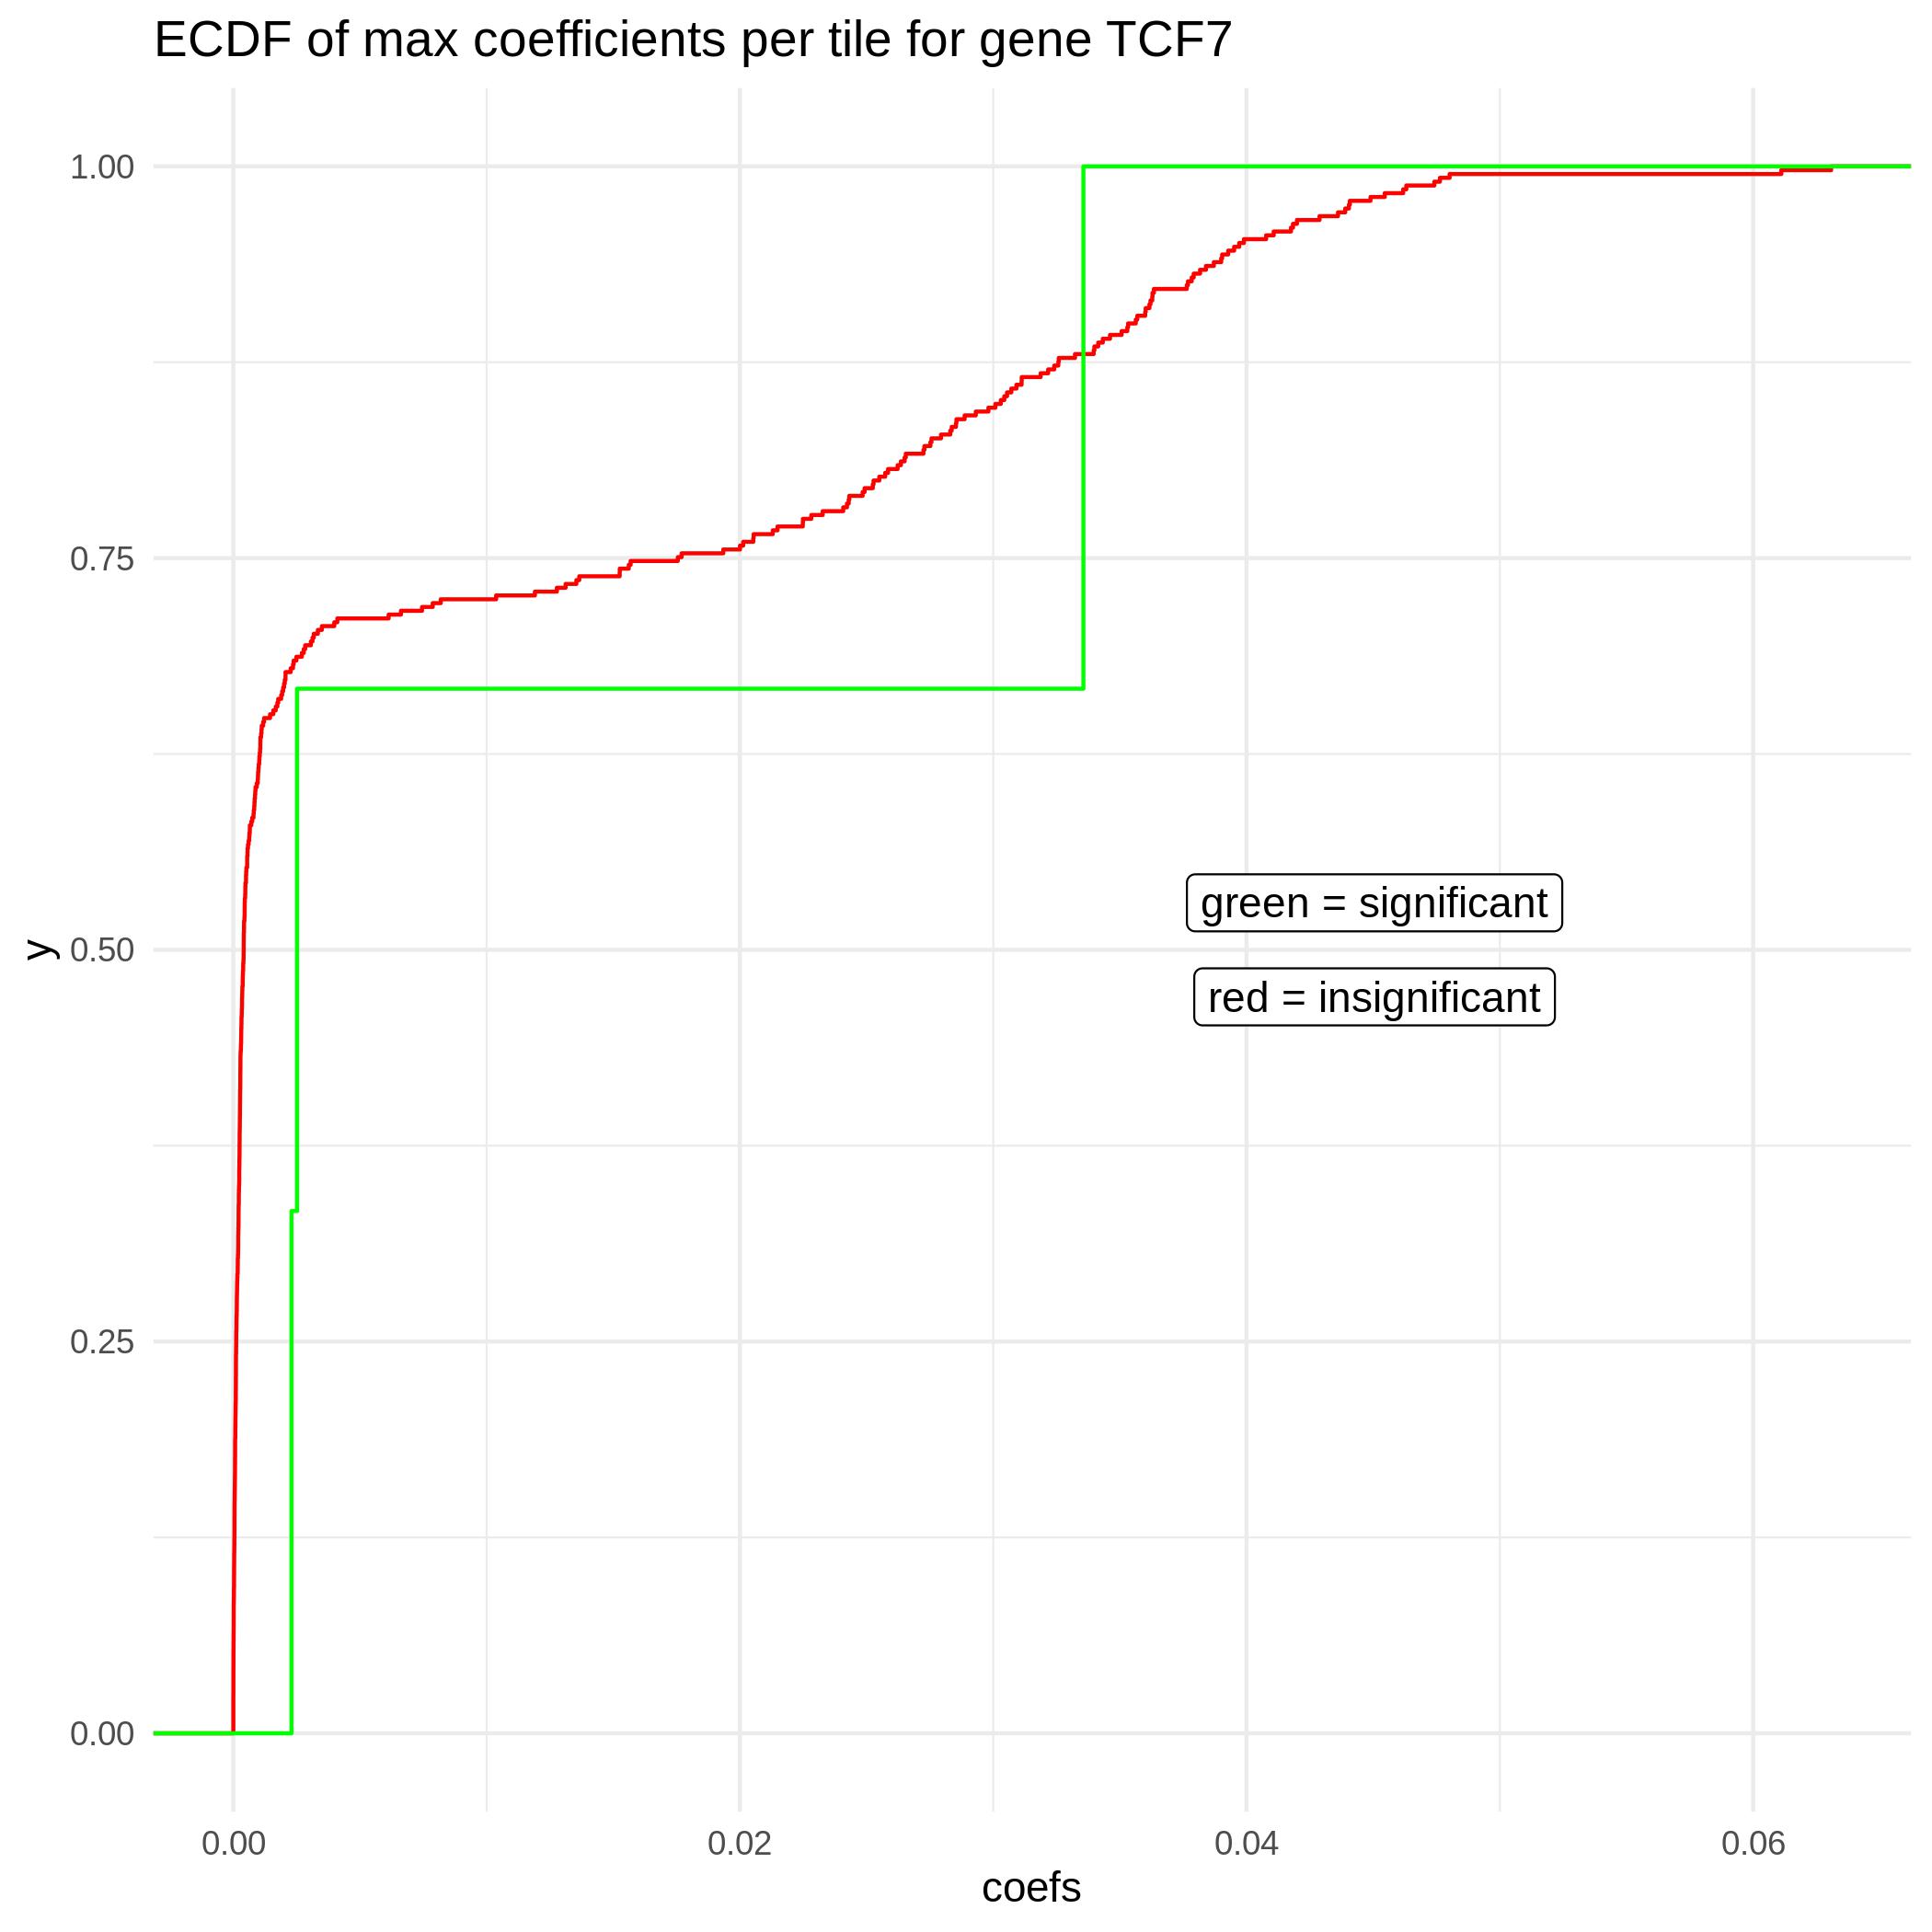 ECDF of max coefficients per tile for gene TCF7
1.00
0.75
green = significant
y
0.50
red = insignificant
0.25
0.00
0.00 0.02 0.04 0.06
coefs